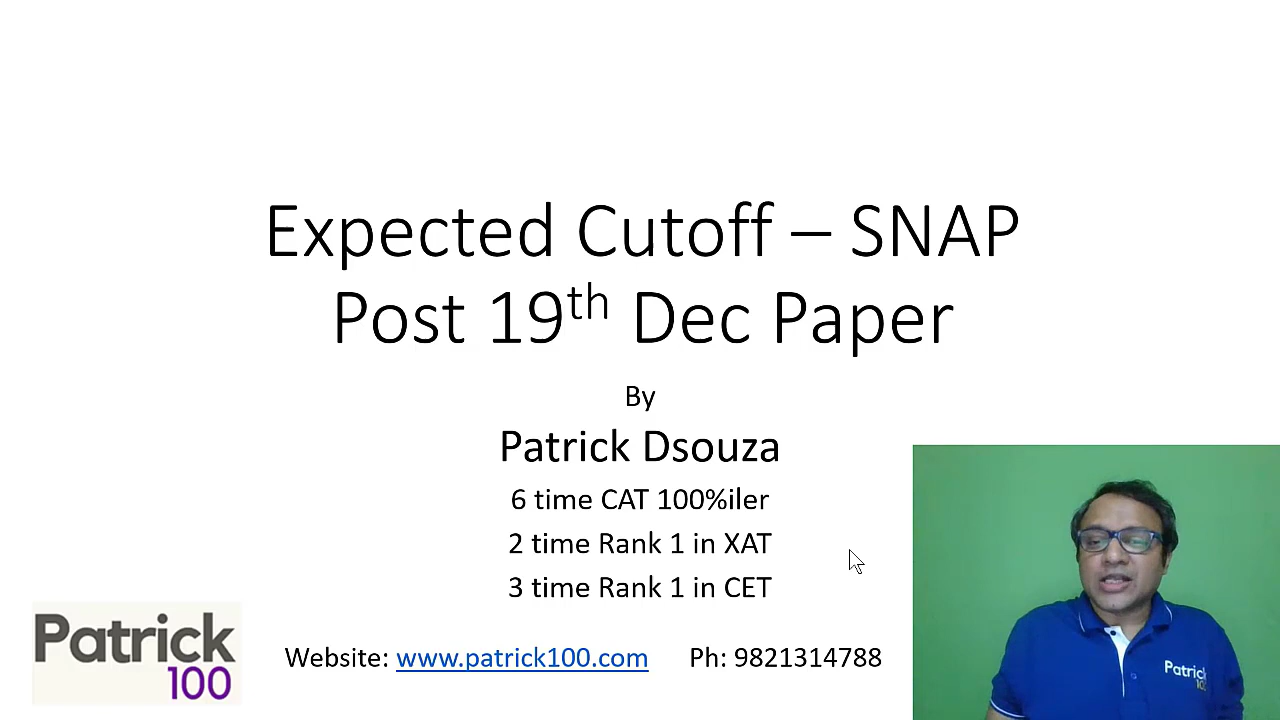 Expected Cutoff – SNAP
Post 19th Dec Paper
By
Patrick Dsouza
6 time CAT 100%iler
2 time Rank 1 in XAT
3 time Rank 1 in CET
Website: www.patrick100.com Ph: 9821314788
Patrick
100
Patrick